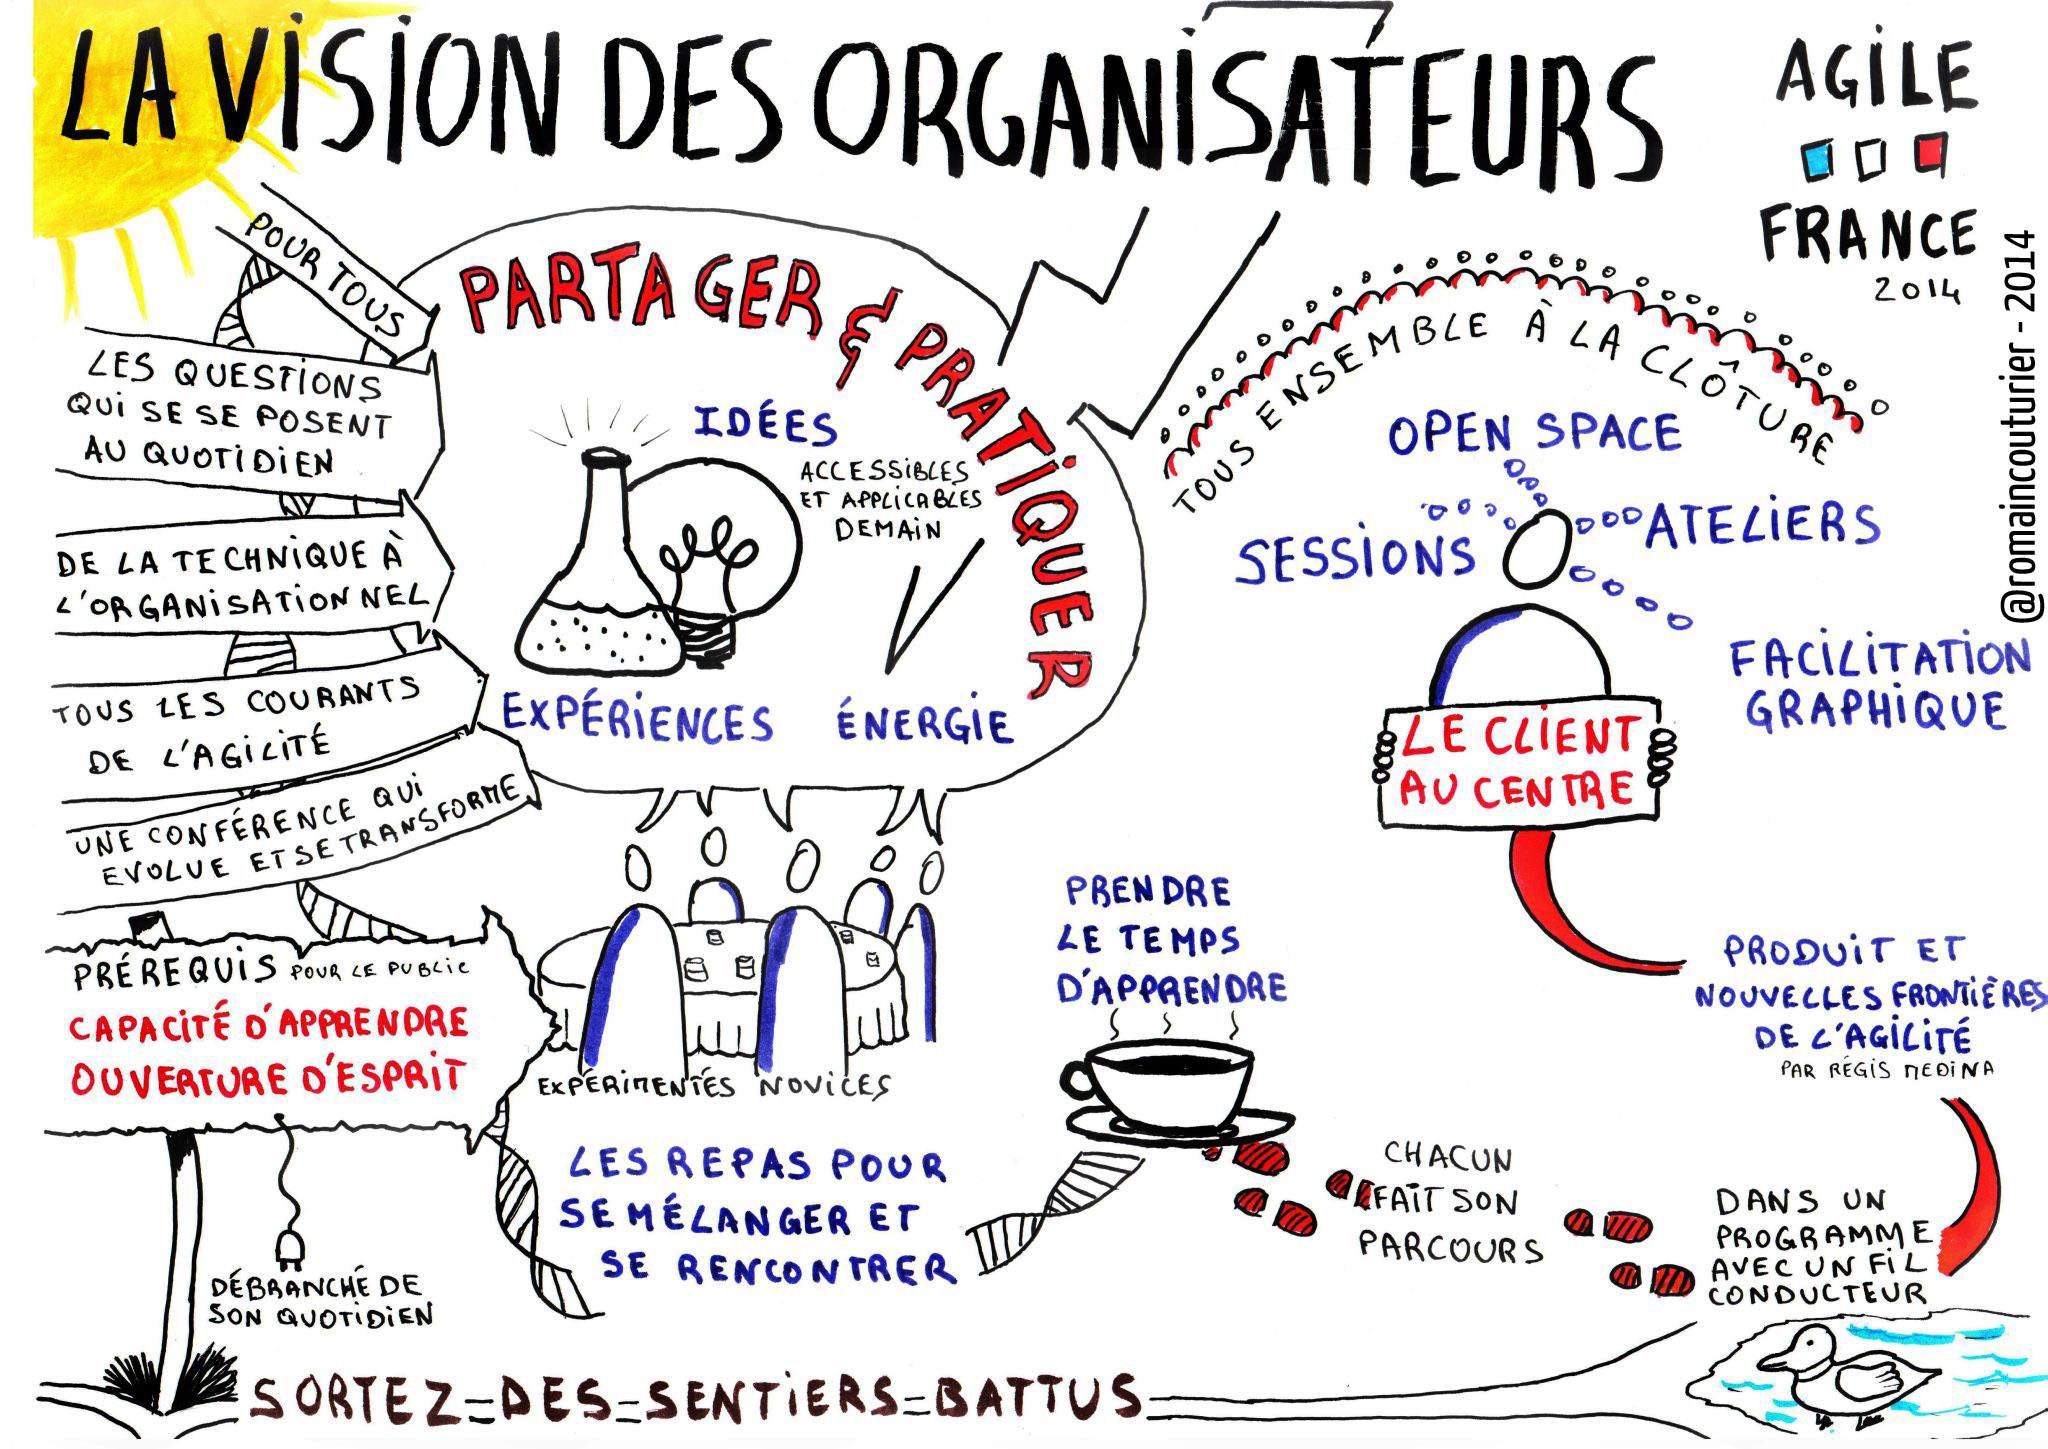 LA VISION DES ORGANISATEURS
AGILE
FRANCE
2014
@romaincouturier - 2014
POUR TOUS
LES QUESTIONS
QUI SE SE POSENT
AU QUOTIDIEN
DE LA TECHNIQUE À
L'ORGANISATIONNEL
TOUS LES COURANTS
DE L'AGILITÉ
UNE CONFÉRENCE QUI
EVOLUE ET SE TRANSFORME
PRÉREQUIS POUR LE PUBLIC
CAPACITÉ D'APPRENDRE
OUVERTURE D'ESPRIT
DÉBRANCHÉ DE
SON QUOTIDIEN
PARTAGER & PRATIQUER
IDÉES
ACCESSIBLES
ET APPLICABLES
DEMAIN
EXPÉRIENCES
ÉNERGIE
EXPÉRIMENTÉS NOVICES
LES REPAS POUR
SE MÉLANGER ET
SE RENCONTRER
TOUS ENSEMBLE À LA CLÔTURE
OPEN SPACE
SESSIONS
ATELIERS
FACILITATION
GRAPHIQUE
LE CLIENT
AU CENTRE
PRENDRE
LE TEMPS
D'APPRENDRE
PRODUIT ET
NOUVELLES FRONTIÈRES
DE L'AGILITÉ
PAR RÉGIS MEDINA
CHACUN
FAIT SON
PARCOURS
DANS UN
PROGRAMME
AVEC UN FIL
CONDUCTEUR
SORTEZ=DES=SENTIERS=BATTUS